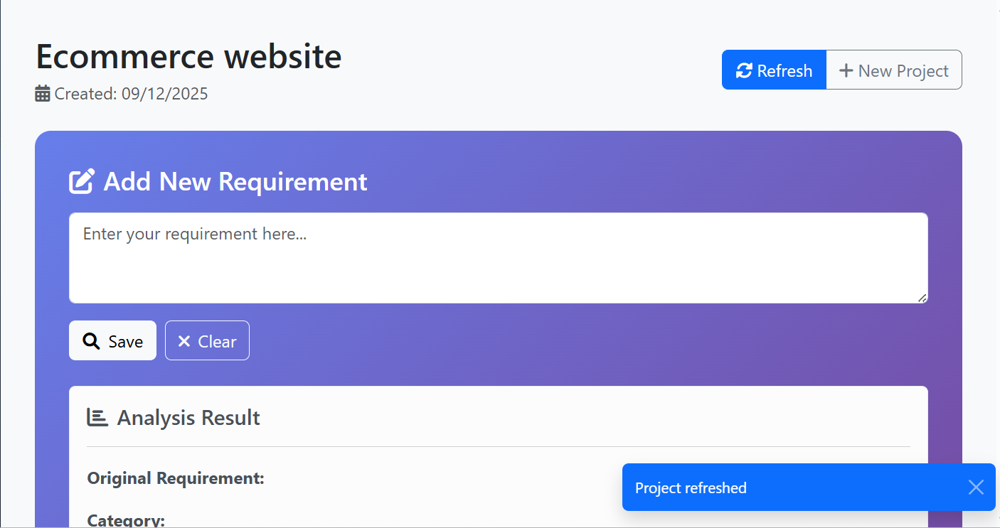 Ecommerce website
Created: 09/12/2025
Refresh
New Project
Add New Requirement
Enter your requirement here...
Save
Clear
Analysis Result
Original Requirement:
Category:
Project refreshed